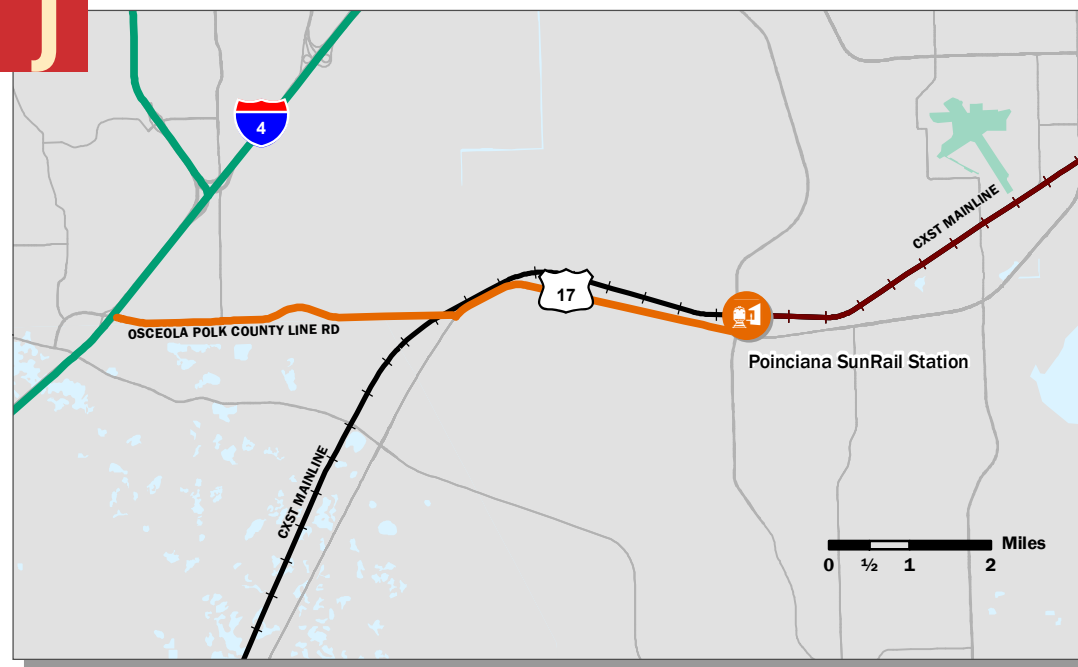 J
4
CXST MAINLINE
17
OSCEOLA POLK COUNTY LINE RD
Poinciana SunRail Station
CXST MAINLINE
Miles
0 ½ 1 2